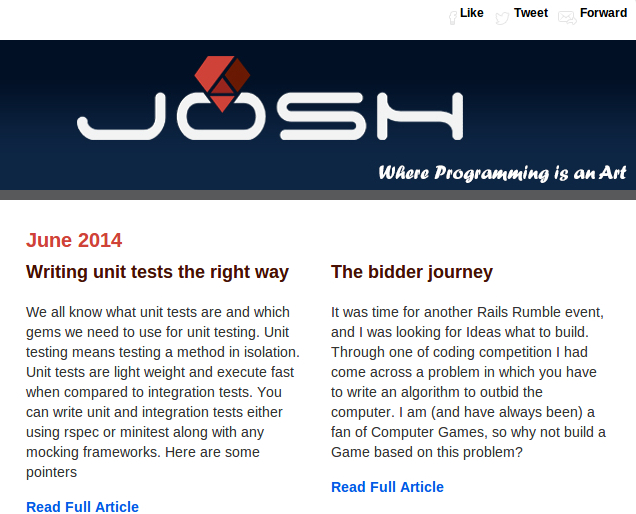 Like Tweet Forward
JOSH
Where Programming is an Art
June 2014
Writing unit tests the right way
We all know what unit tests are and which
gems we need to use for unit testing. Unit
testing means testing a method in isolation.
Unit tests are light weight and execute fast
when compared to integration tests. You
can write unit and integration tests either
using rspec or minitest along with any
mocking frameworks. Here are some
pointers
Read Full Article
The bidder journey
It was time for another Rails Rumble event,
and I was looking for Ideas what to build.
Through one of coding competition I had
come across a problem in which you have
to write an algorithm to outbid the
computer. I am (and have always been) a
fan of Computer Games, so why not build a
Game based on this problem?
Read Full Article